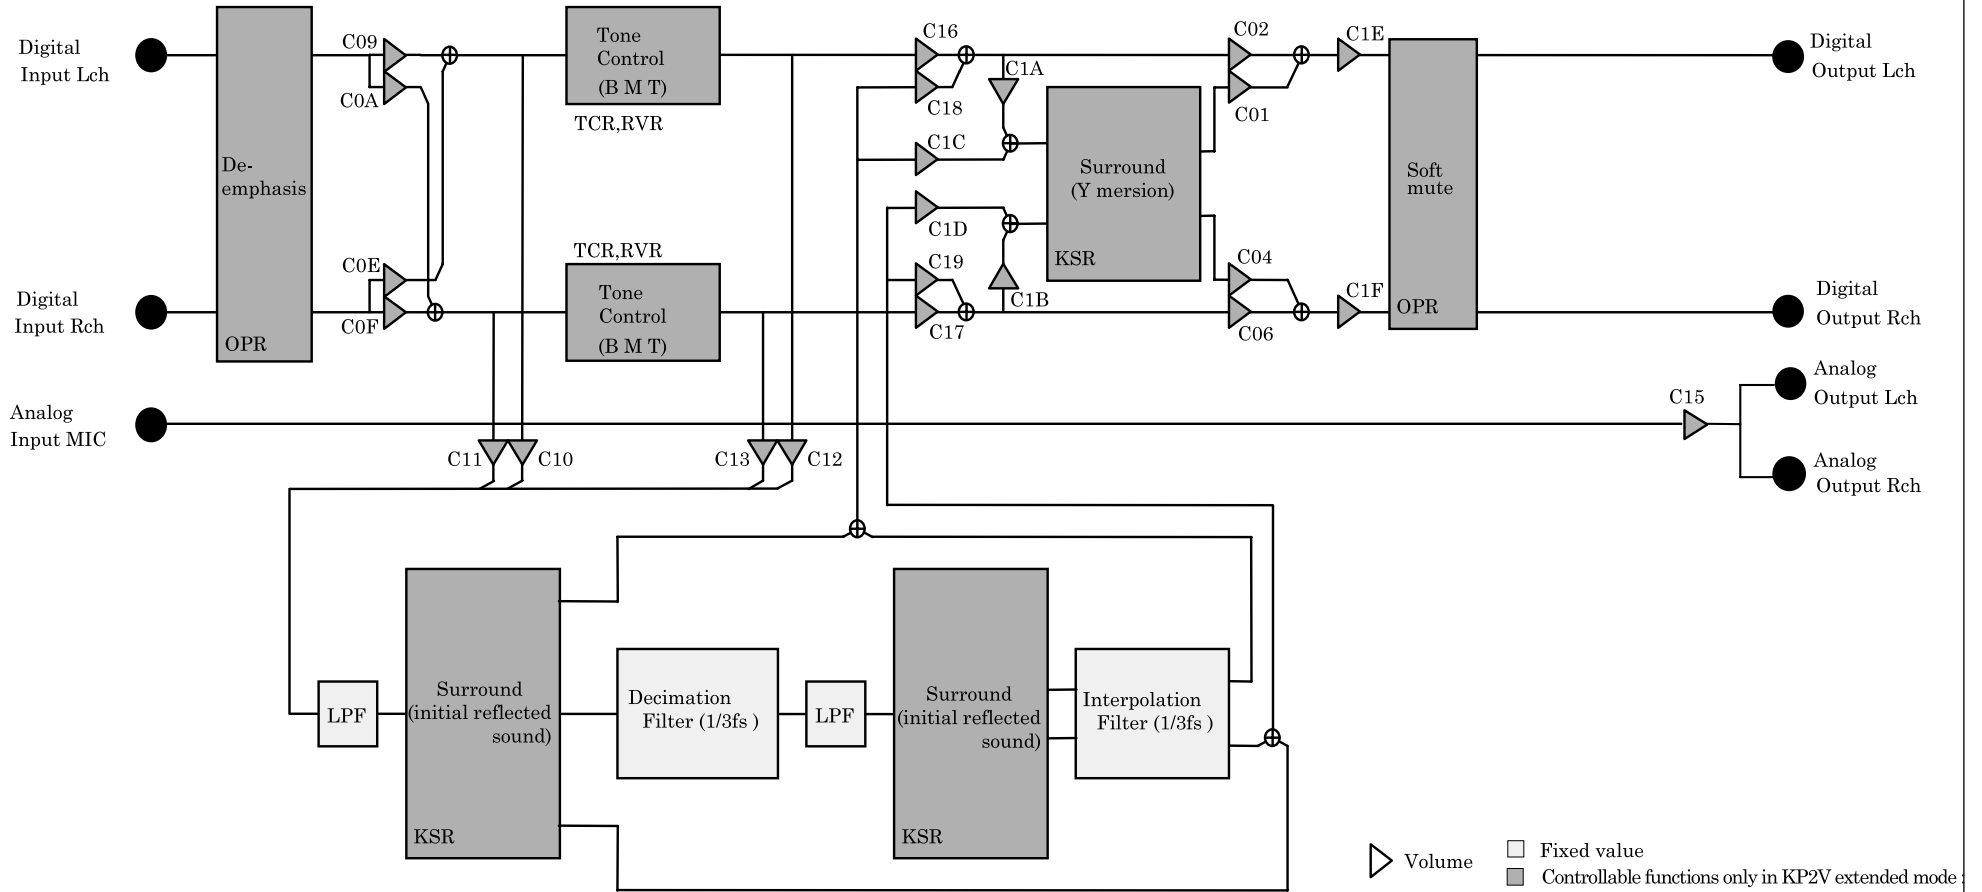 Digital
Input Lch
Digital
Input Rch
Analog
Input MIC
De-
emphasis
OPR
C09
C0A
C0E
C0F
Tone
Control
(B M T)
TCR,RVR
TCR,RVR
Tone
Control
(B M T)
C11
C10
C13
C12
C16
C18
C1A
C1C
C1D
C19
C17
C1B
Surround
(Y mersion)
KSR
C02
C01
C04
C06
C1E
C1F
Soft
mute
OPR
Digital
Output Lch
Digital
Output Rch
C15
Analog
Output Lch
Analog
Output Rch
LPF
Surround
(initial reflected
sound)
KSR
Decimation
Filter (1/3fs )
LPF
Surround
(initial reflected
sound)
KSR
Interpolation
Filter (1/3fs )
Volume
Fixed value
Controllable functions only in KP2V extended mode :